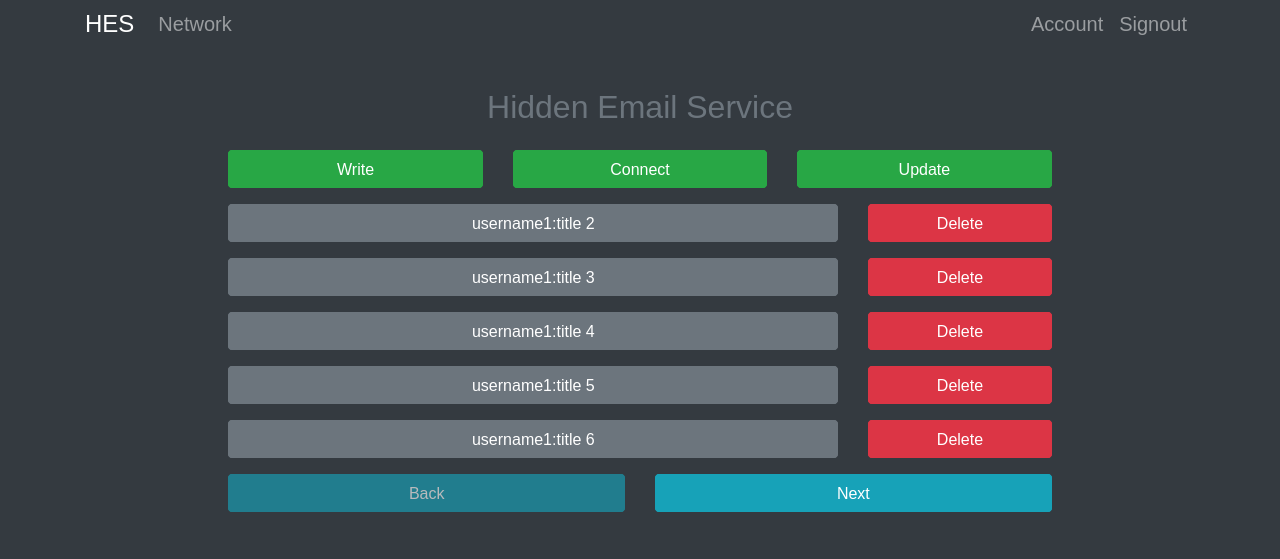 HES Network Account Signout
Hidden Email Service
Write Connect Update
username1:title 2 Delete
username1:title 3 Delete
username1:title 4 Delete
username1:title 5 Delete
username1:title 6 Delete
Back Next